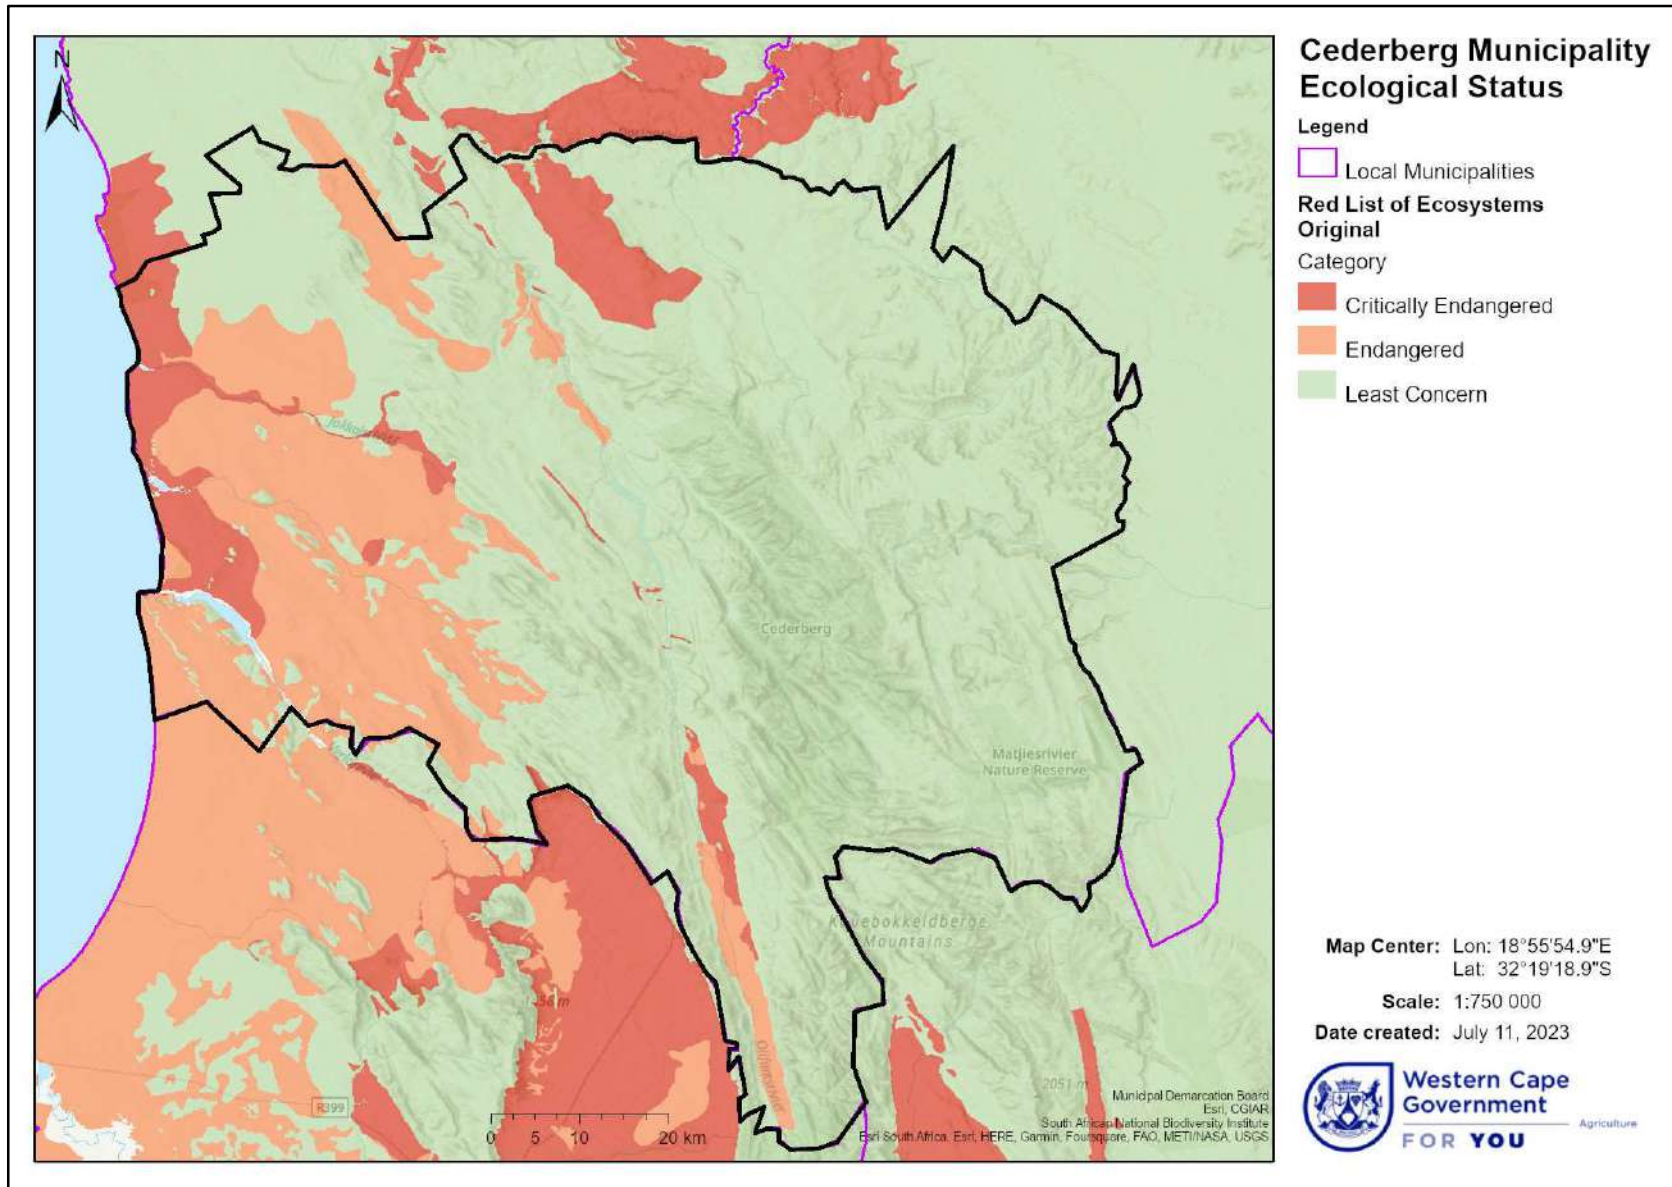 Cederberg Municipality
Ecological Status
Legend
Local Municipalities
Red List of Ecosystems
Original
Category
Critically Endangered
Endangered
Least Concern
N
Cederberg
Matjiesrivier
Nature Reserve
Mountains
2051 m
R399
0 5 10 20 km
Municipal Demarcation Board
Esri, CGIAR
South African National Biodiversity Institute
Esri South Africa, Esri, HERE, Garmin, Foursquare, FAO, METI/NASA, USGS
Map Center: Lon: 18°55'54.9"E
Lat: 32°19'18.9"S
Scale: 1:750 000
Date created: July 11, 2023
Western Cape
Government
Agriculture
FOR YOU